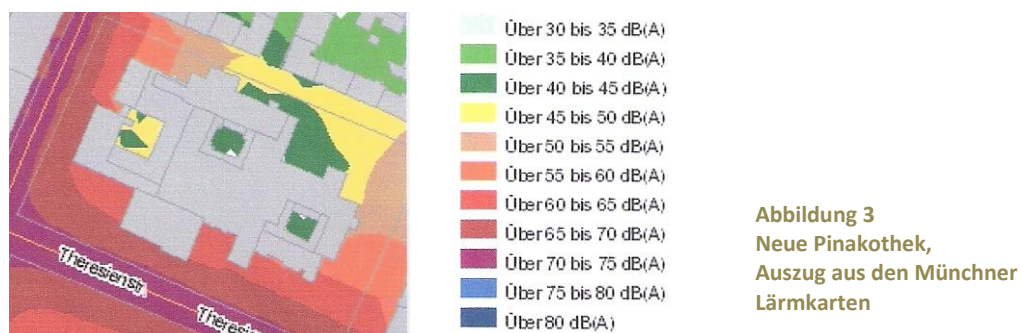 Theresienstr.
Über 30 bis 35 dB(A)
Über 35 bis 40 dB(A)
Über 40 bis 45 dB(A)
Über 45 bis 50 dB(A)
Über 50 bis 55 dB(A)
Über 55 bis 60 dB(A)
Über 60 bis 65 dB(A)
Über 65 bis 70 dB(A)
Über 70 bis 75 dB(A)
Über 75 bis 80 dB(A)
Über 80 dB(A)
Abbildung 3
Neue Pinakothek,
Auszug aus den Münchner
Lärmkarten